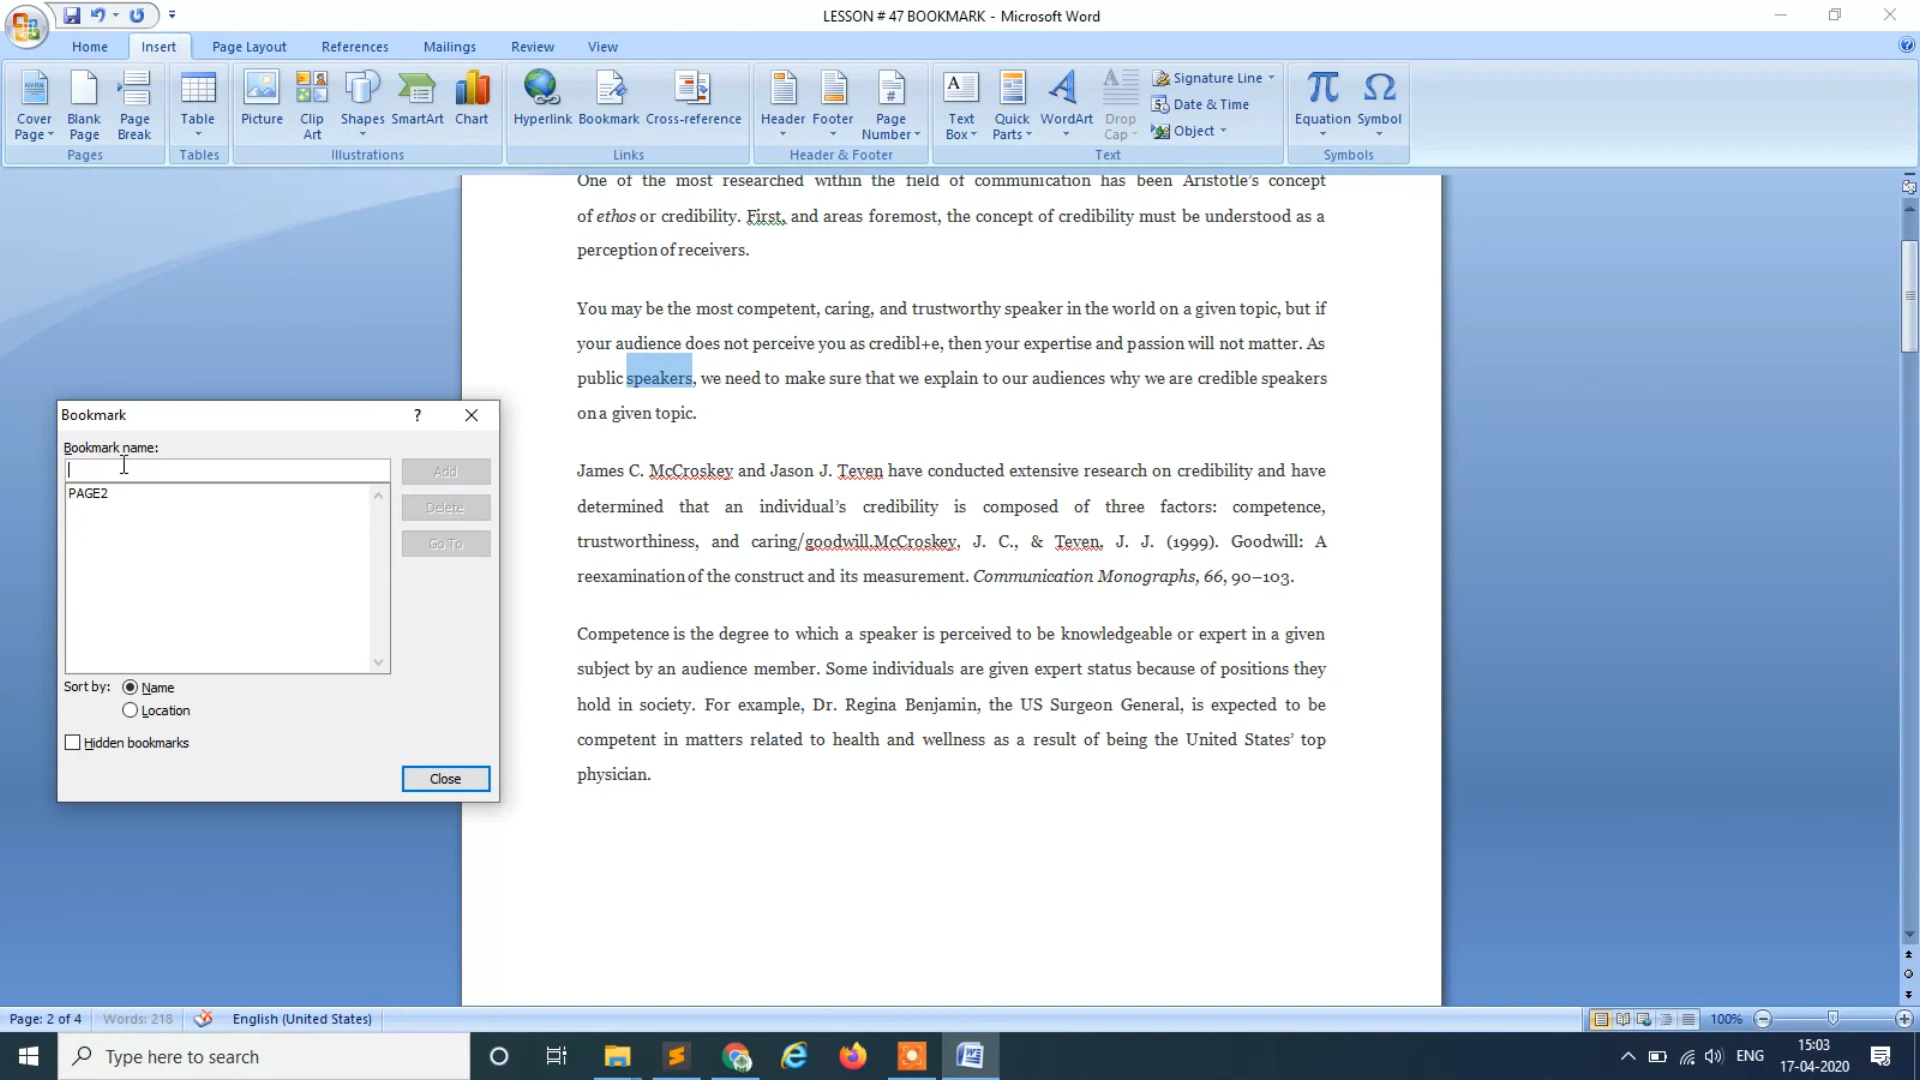 LESSON # 47 BOOKMARK - Microsoft Word
Home Insert Page Layout References Mailings Review View
Cover Page
Blank Page
Page Break
Pages
Table
Tables
Picture
Clip Art
Shapes
SmartArt
Chart
Illustrations
Hyperlink
Bookmark
Cross-reference
Links
Header
Footer
Page Number
Header & Footer
Text Box
Quick Parts
WordArt
Drop Cap
Signature Line
Date & Time
Object
Text
Equation
Symbol
Symbols
One of the most researched within the field of communication has been Aristotle’s concept
of ethos or credibility. First, and areas foremost, the concept of credibility must be understood as a
perception of receivers.
You may be the most competent, caring, and trustworthy speaker in the world on a given topic, but if
your audience does not perceive you as credibl+e, then your expertise and passion will not matter. As
public speakers, we need to make sure that we explain to our audiences why we are credible speakers
on a given topic.
James C. McCroskey and Jason J. Teven have conducted extensive research on credibility and have
determined that an individual’s credibility is composed of three factors: competence,
trustworthiness, and caring/goodwill.McCroskey, J. C., & Teven, J. J. (1999). Goodwill: A
reexamination of the construct and its measurement. Communication Monographs, 66, 90–103.
Competence is the degree to which a speaker is perceived to be knowledgeable or expert in a given
subject by an audience member. Some individuals are given expert status because of positions they
hold in society. For example, Dr. Regina Benjamin, the US Surgeon General, is expected to be
competent in matters related to health and wellness as a result of being the United States’ top
physician.
Bookmark ?
Bookmark name:
Add
PAGE2
Delete
Go To
Sort by: Name
Location
Hidden bookmarks
Close
Page: 2 of 4 Words: 218 English (United States) 100%
Type here to search
ENG
15:03
17-04-2020